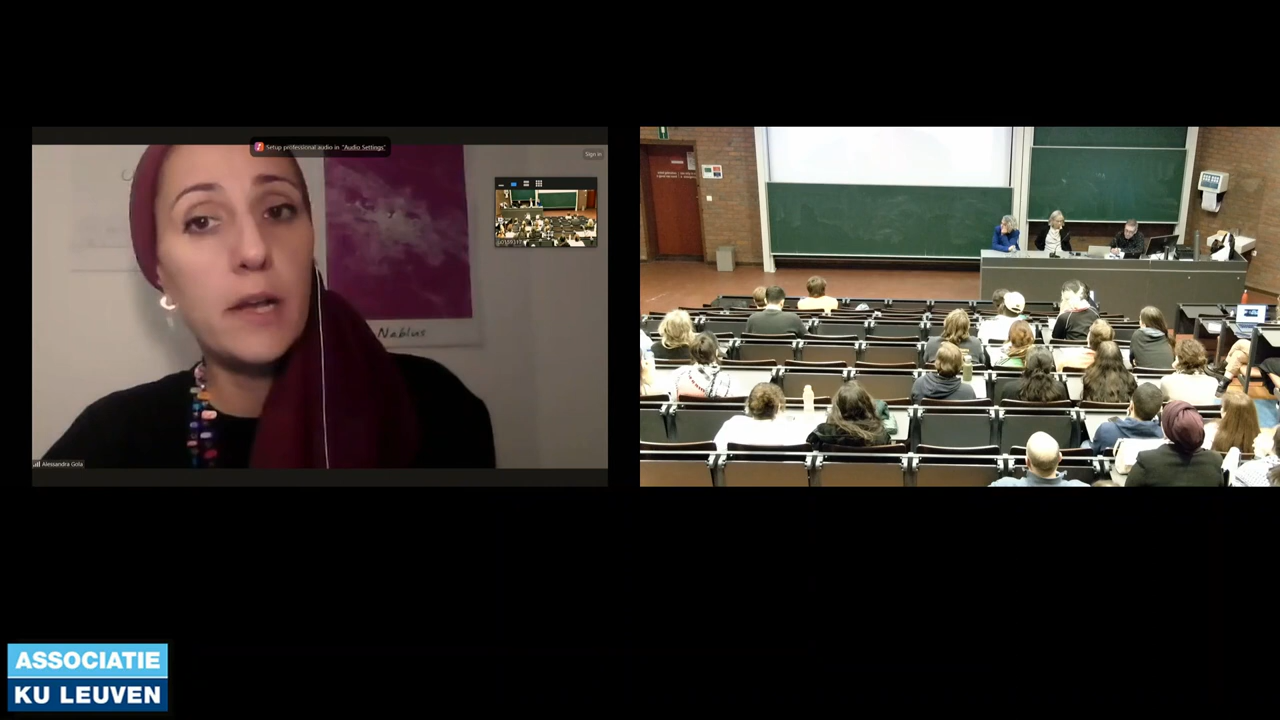 Setup professional audio in "Audio Settings"
Sign in
Nablus
Alessandra Gola
ASSOCIATIE
KU LEUVEN